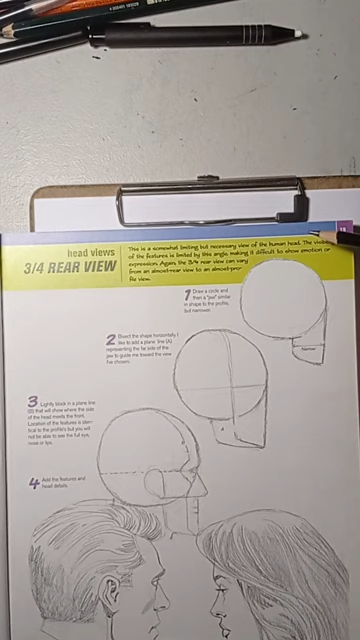 head views
3/4 REAR VIEW
This is a somewhat limiting but necessary view of the human head. The
of the features is limited by this angle, making it difficult to show emotion or
expression. Again, the 3/4 rear view can vary
from an almost-rear view to an almost-pro-
file view.
1 Draw a circle and
then a "jaw" similar
in shape to the profile,
but narrower.
2 Bisect the shape horizontally. I
like to add a plane line (A)
representing the far side of the
jaw to guide me toward the view
I've chosen.
A
3 Lightly block in a plane line
(B) that will show where the side
of the head meets the front.
Location of the features is iden-
tical to the profile's but you will
not be able to see the full eye,
nose or lips.
4 Add the features and
head details.